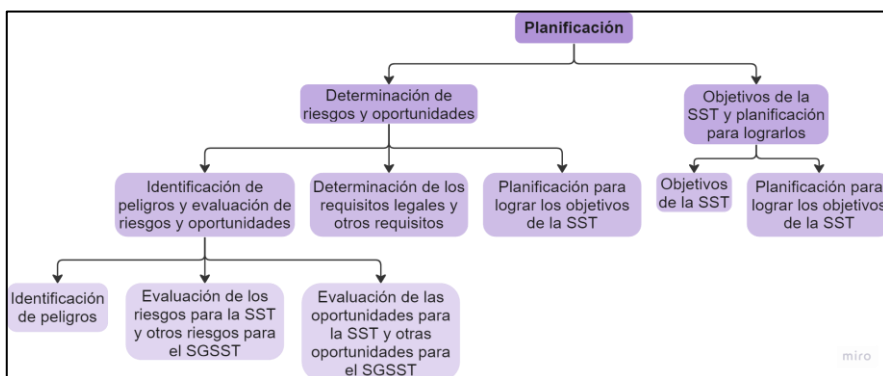 Planificación
Determinación de
riesgos y oportunidades
Objetivos de la
SST y planificación
para lograrlos
Identificación de
peligros y evaluación de
riesgos y oportunidades
Determinación de los
requisitos legales y
otros requisitos
Planificación para
lograr los objetivos
de la SST
Objetivos
de la SST
Planificación para
lograr los objetivos
de la SST
Identificación
de peligros
Evaluación de los
riesgos para la SST
y otros riesgos para
el SGSST
Evaluación de las
oportunidades para
la SST y otras
oportunidades para
el SGSST
miro